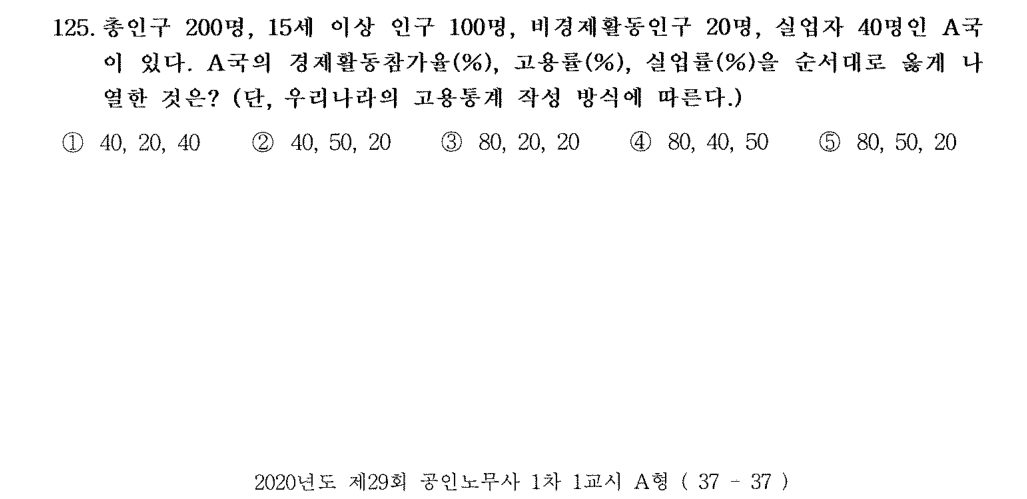 125. 총인구 200명, 15세 이상 인구 100명, 비경제활동인구 20명, 실업자 40명인 A국
이 있다. A국의 경제활동참가율(%), 고용률(%), 실업률(%)을 순서대로 옳게 나
열한 것은? (단, 우리나라의 고용통계 작성 방식에 따른다.)
① 40, 20, 40 ② 40, 50, 20 ③ 80, 20, 20 ④ 80, 40, 50 ⑤ 80, 50, 20
2020년도 제29회 공인노무사 1차 1교시 A형 ( 37 - 37 )